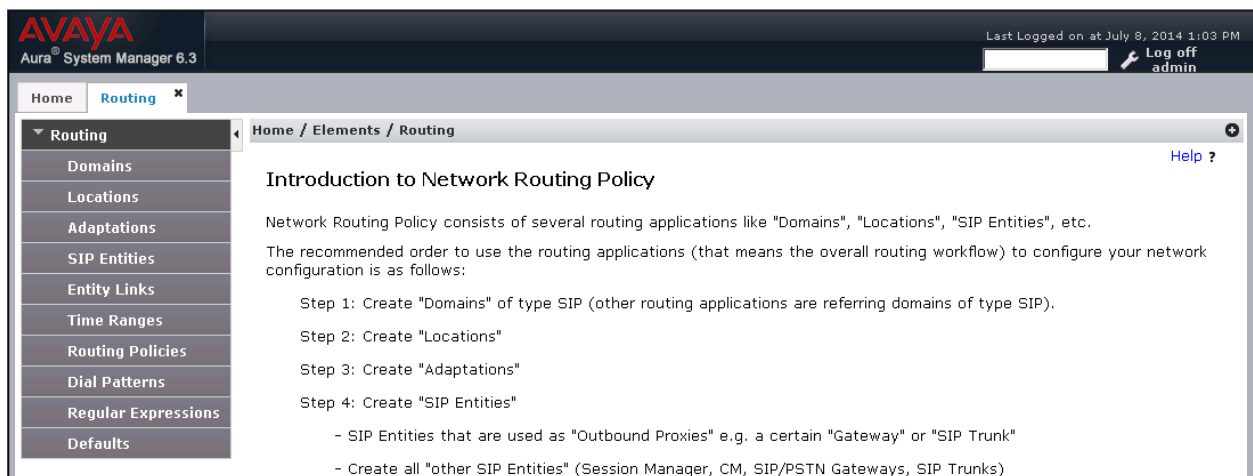 AVAYA
Aura® System Manager 6.3
Last Logged on at July 8, 2014 1:03 PM
Log off
admin
Home
Routing ×
Routing
Domains
Locations
Adaptations
SIP Entities
Entity Links
Time Ranges
Routing Policies
Dial Patterns
Regular Expressions
Defaults
Home / Elements / Routing
Help ?
Introduction to Network Routing Policy
Network Routing Policy consists of several routing applications like "Domains", "Locations", "SIP Entities", etc.
The recommended order to use the routing applications (that means the overall routing workflow) to configure your network
configuration is as follows:
Step 1: Create "Domains" of type SIP (other routing applications are referring domains of type SIP).
Step 2: Create "Locations"
Step 3: Create "Adaptations"
Step 4: Create "SIP Entities"
- SIP Entities that are used as "Outbound Proxies" e.g. a certain "Gateway" or "SIP Trunk"
- Create all "other SIP Entities" (Session Manager, CM, SIP/PSTN Gateways, SIP Trunks)